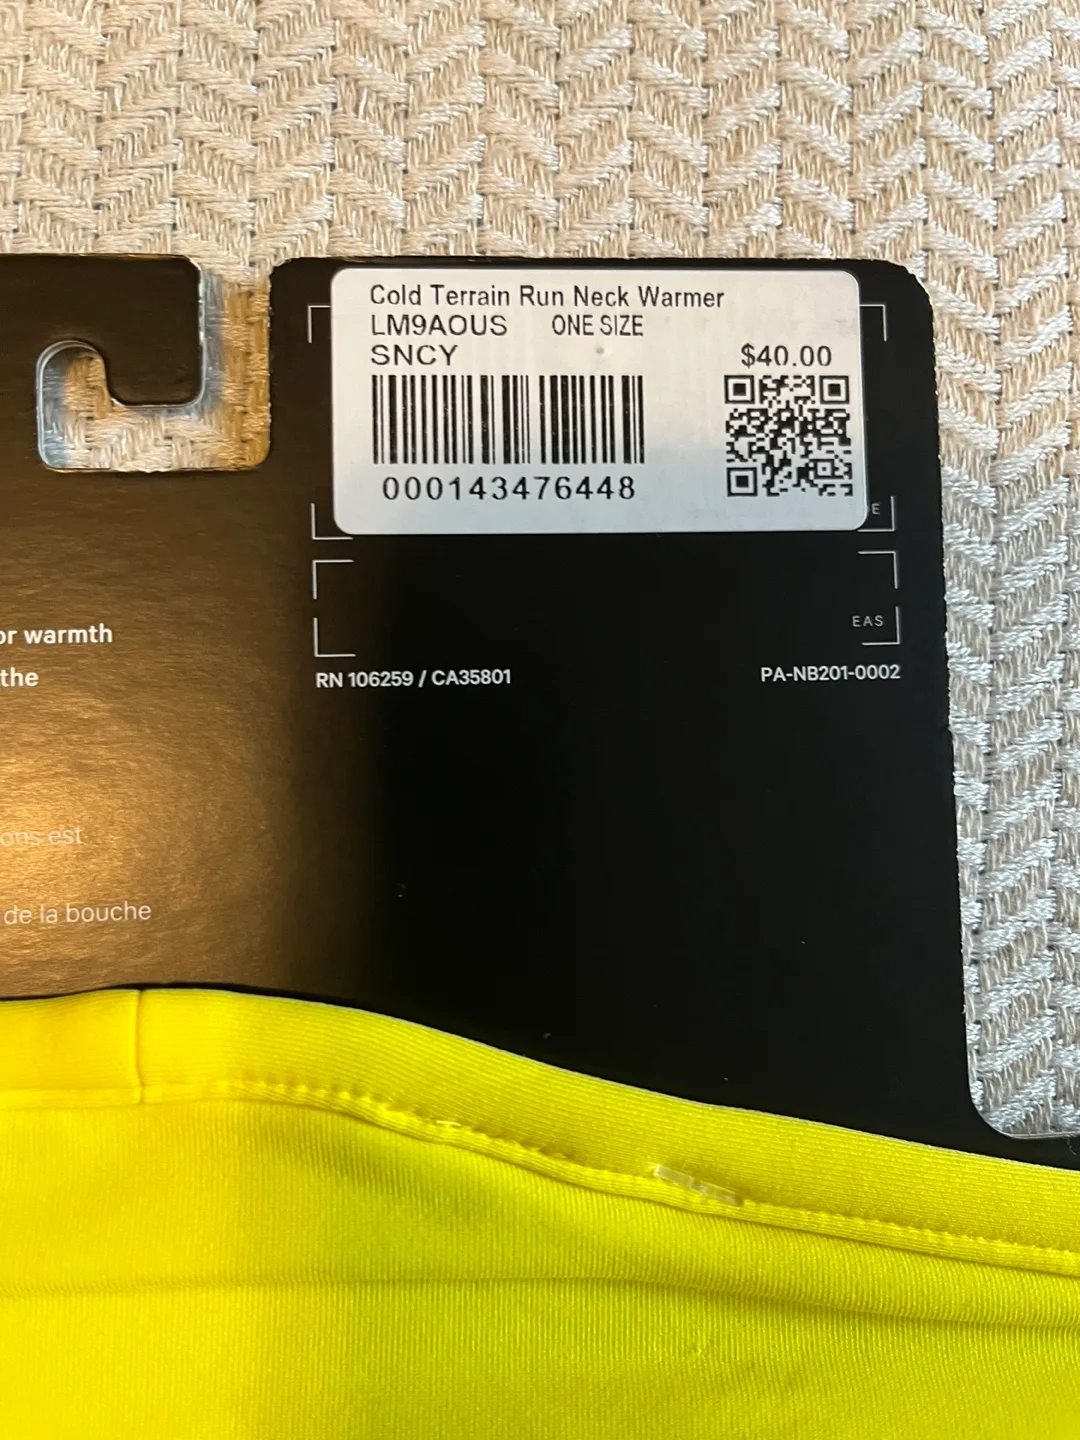 Cold Terrain Run Neck Warmer
LM9AOUS ONE SIZE
SNCY $40.00
000143476448
E
EAS
RN 106259 / CA35801 PA-NB201-0002
or warmth
the
ons est
de la bouche